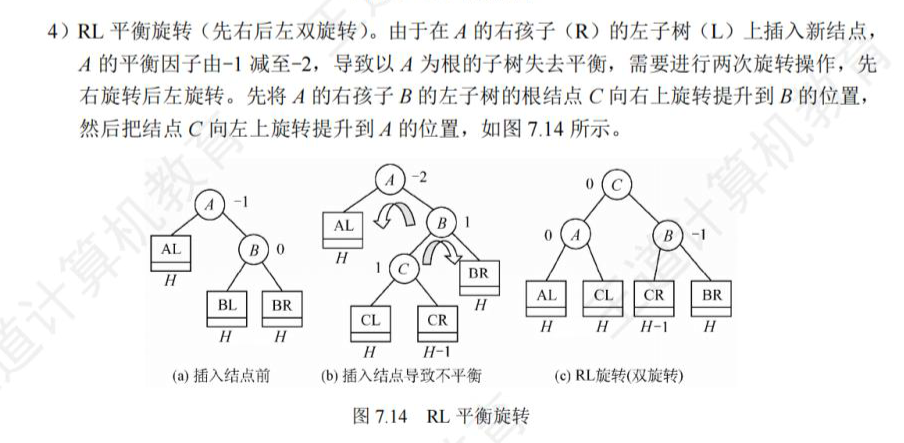 4）RL 平衡旋转（先右后左双旋转）。由于在 A 的右孩子（R）的左子树（L）上插入新结点，
A 的平衡因子由-1 减至-2，导致以 A 为根的子树失去平衡，需要进行两次旋转操作，先
右旋转后左旋转。先将 A 的右孩子 B 的左子树的根结点 C 向右上旋转提升到 B 的位置，
然后把结点 C 向左上旋转提升到 A 的位置，如图 7.14 所示。
A -1
AL
H
B 0
BL BR
H H
(a) 插入结点前
A -2
AL
H
B 1
1 C
BR
H
CL CR
H H-1
(b) 插入结点导致不平衡
0 C
0 A B -1
AL CL CR BR
H H H-1 H
(c) RL旋转(双旋转)
图 7.14 RL 平衡旋转
王道计算机教育